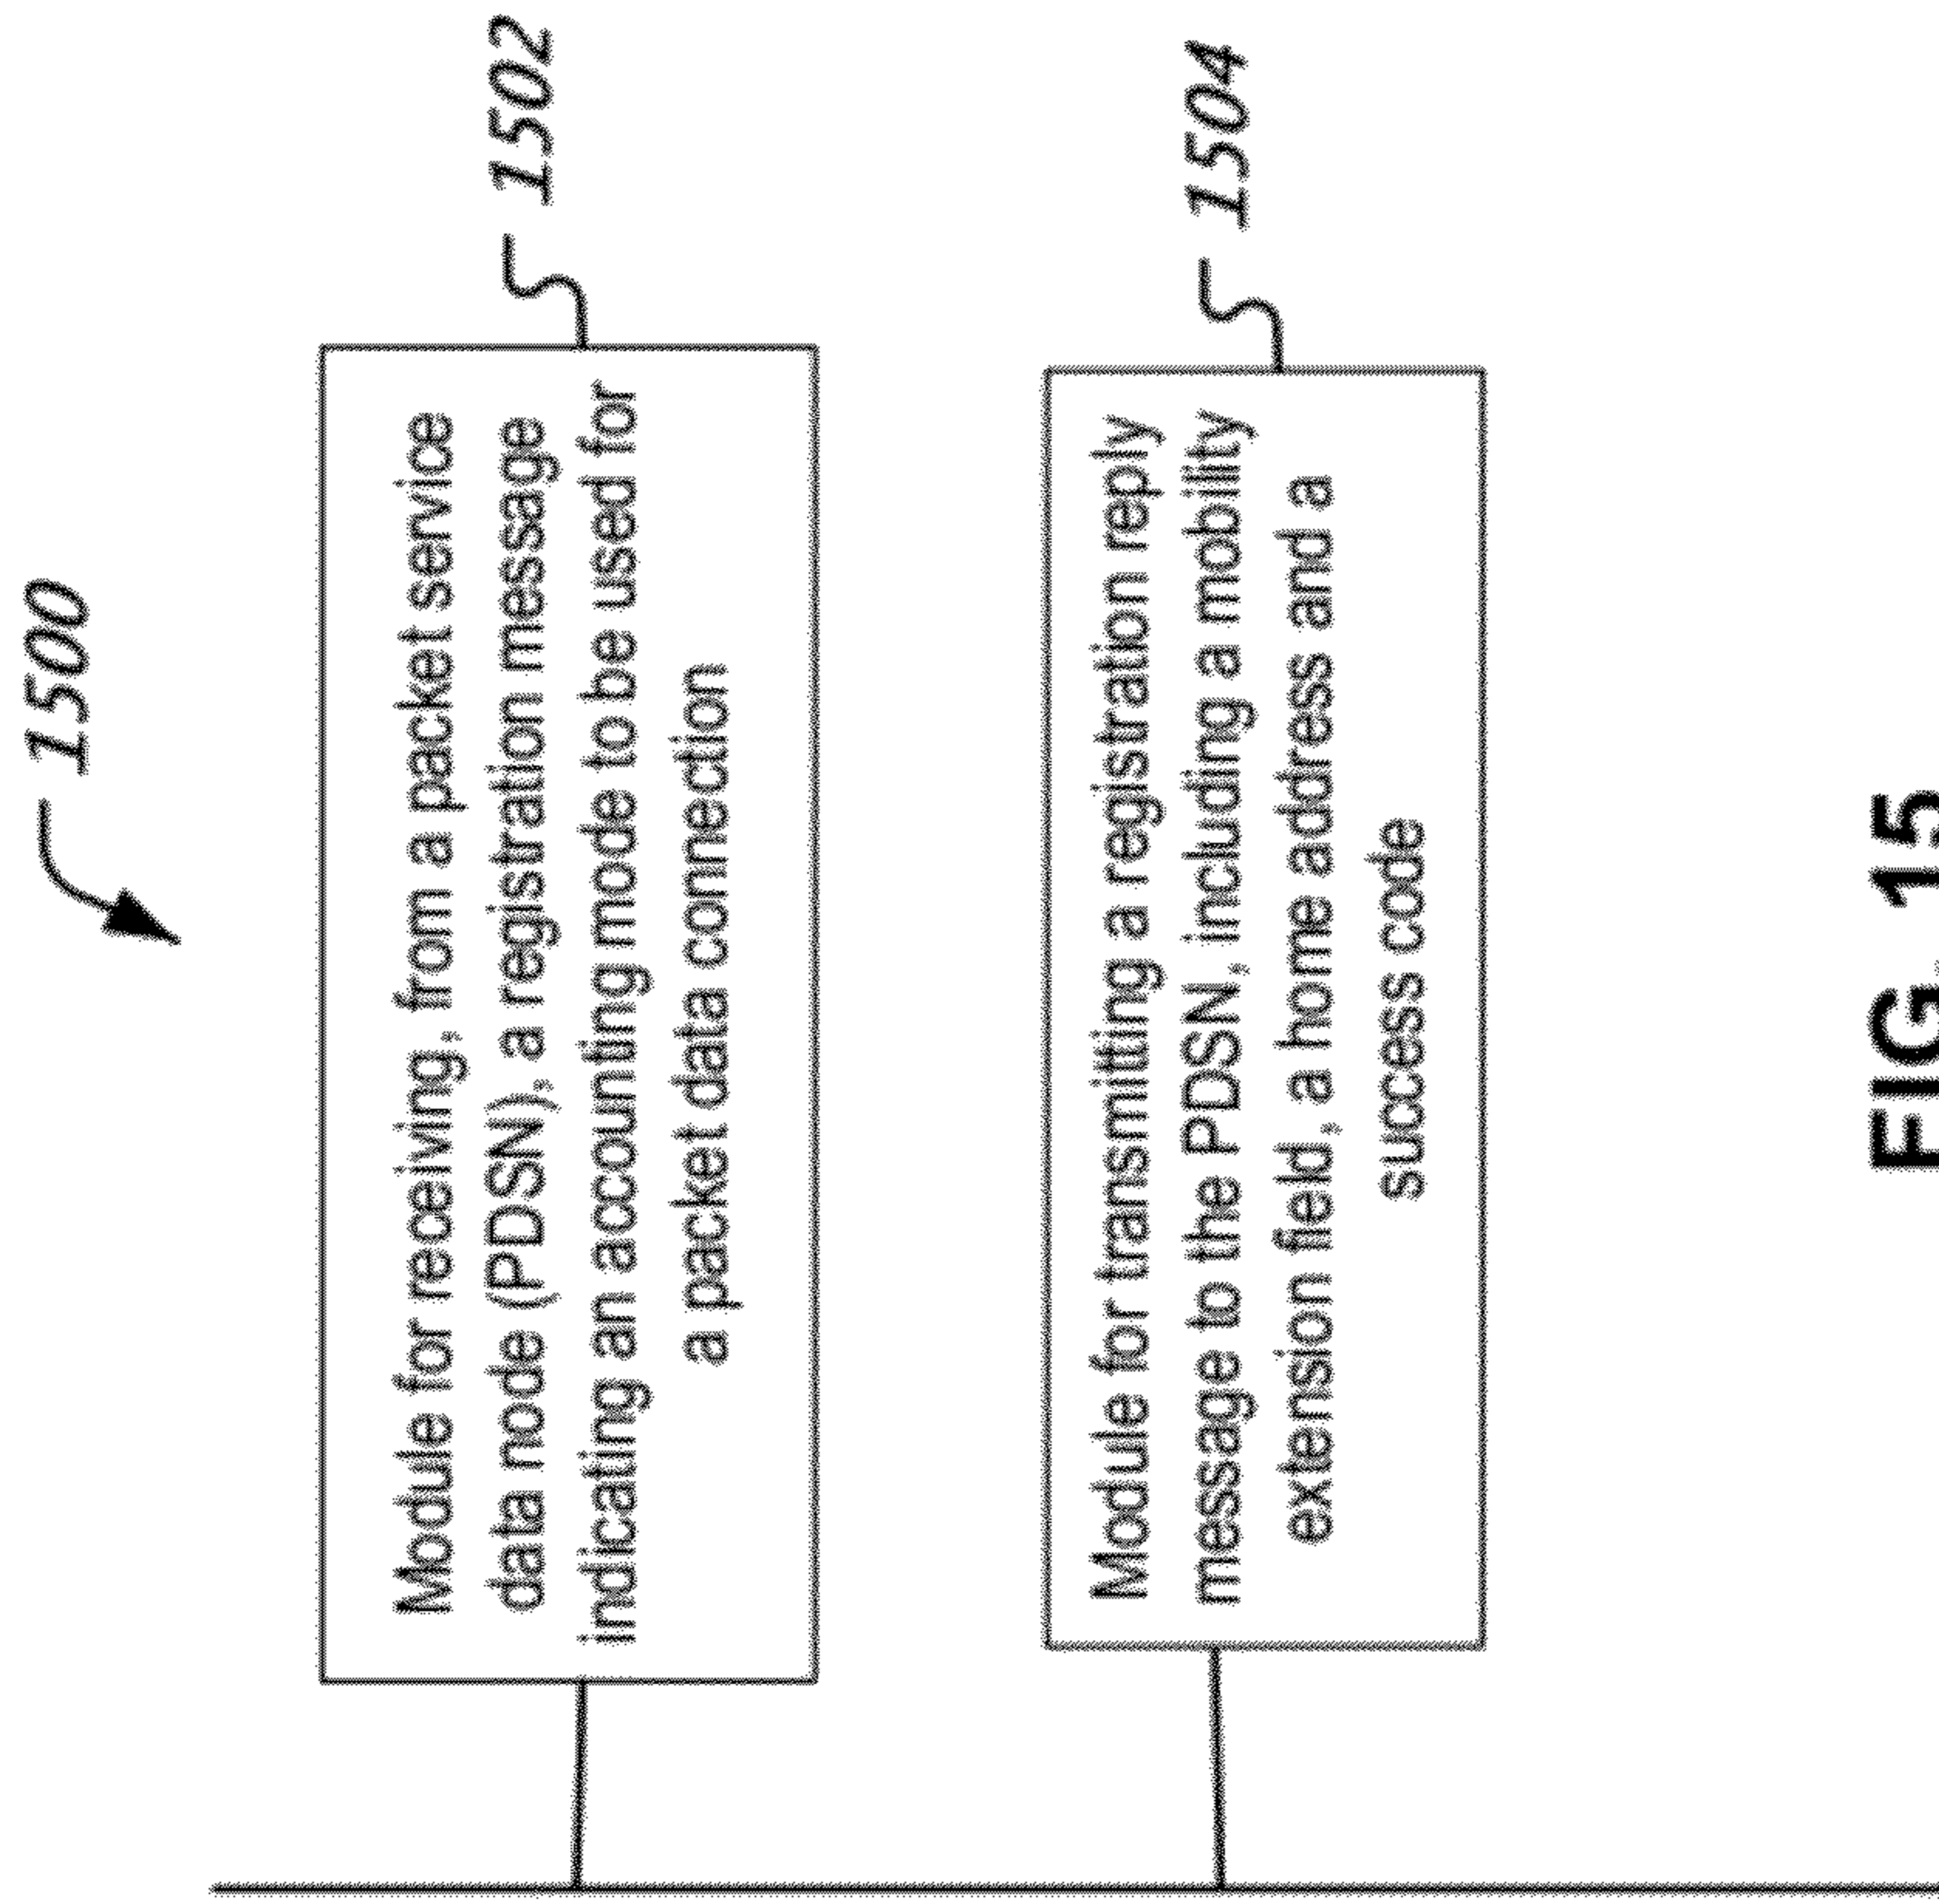 1500
Module for receiving, from a packet service
data node (PDSN), a registration message
indicating an accounting mode to be used for
a packet data connection
1502
Module for transmitting a registration reply
message to the PDSN, including a mobility
extension field, a home address and a
success code
1504
FIG. 15